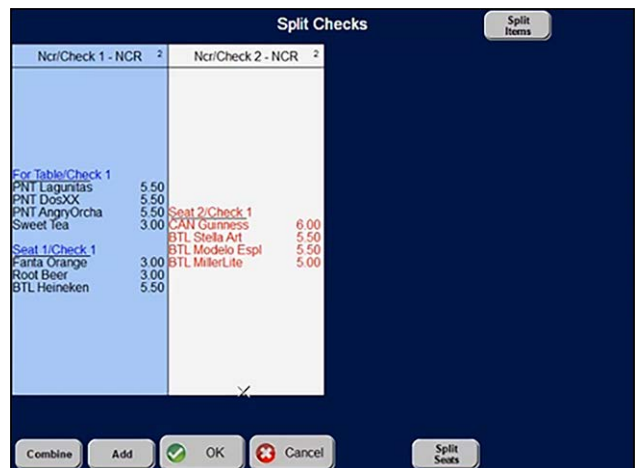 Split Checks
Split
Items
Ncr/Check 1 - NCR 2
Ncr/Check 2 - NCR 2
For Table/Check 1
PNT Lagunitas 5.50
PNT DosXX 5.50
PNT AngryOrcha 5.50
Sweet Tea 3.00
Seat 1/Check 1
Fanta Orange 3.00
Root Beer 3.00
BTL Heineken 5.50
Seat 2/Check 1
CAN Guinness 6.00
BTL Stella Art 5.50
BTL Modelo Espl 5.50
BTL MillerLite 5.00
Combine
Add
OK
Cancel
Split
Seats